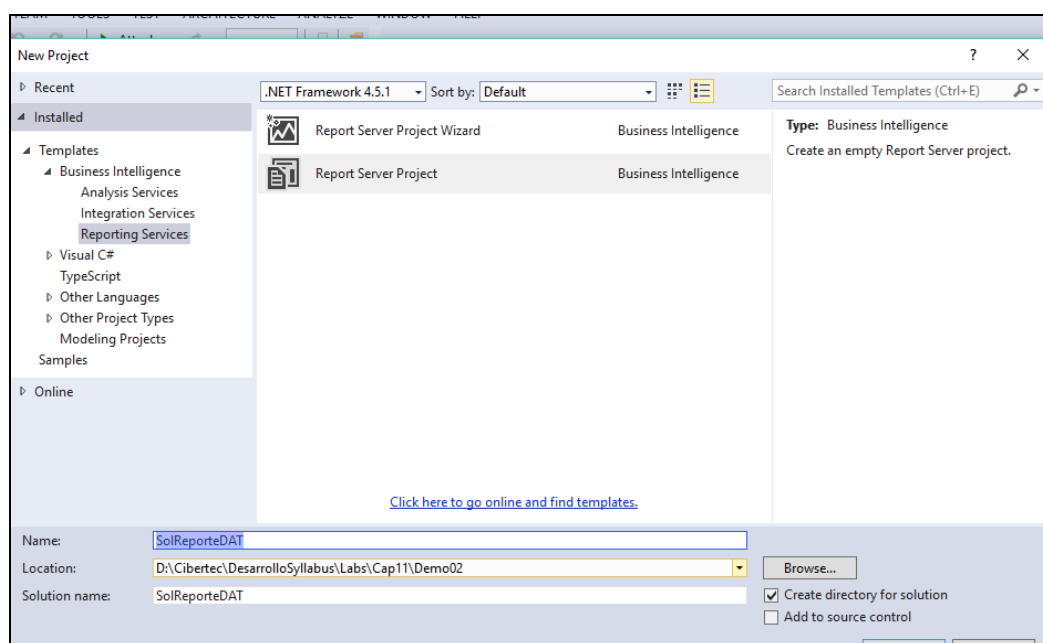 New Project ? ×
Recent
Installed
Templates
Business Intelligence
Analysis Services
Integration Services
Reporting Services
Visual C#
TypeScript
Other Languages
Other Project Types
Modeling Projects
Samples
Online
.NET Framework 4.5.1 Sort by: Default
Report Server Project Wizard Business Intelligence
Report Server Project Business Intelligence
Click here to go online and find templates.
Search Installed Templates (Ctrl+E)
Type: Business Intelligence
Create an empty Report Server project.
Name: SolReporteDAT
Location: D:\Cibertec\DesarrolloSyllabus\Labs\Cap11\Demo02 Browse...
Solution name: SolReporteDAT
Create directory for solution
Add to source control